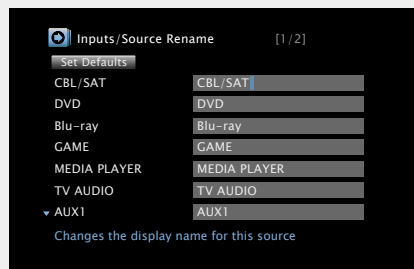 Inputs/Source Rename [1/2]
Set Defaults
CBL/SAT CBL/SAT
DVD DVD
Blu-ray Blu-ray
GAME GAME
MEDIA PLAYER MEDIA PLAYER
TV AUDIO TV AUDIO
AUX1 AUX1
Changes the display name for this source